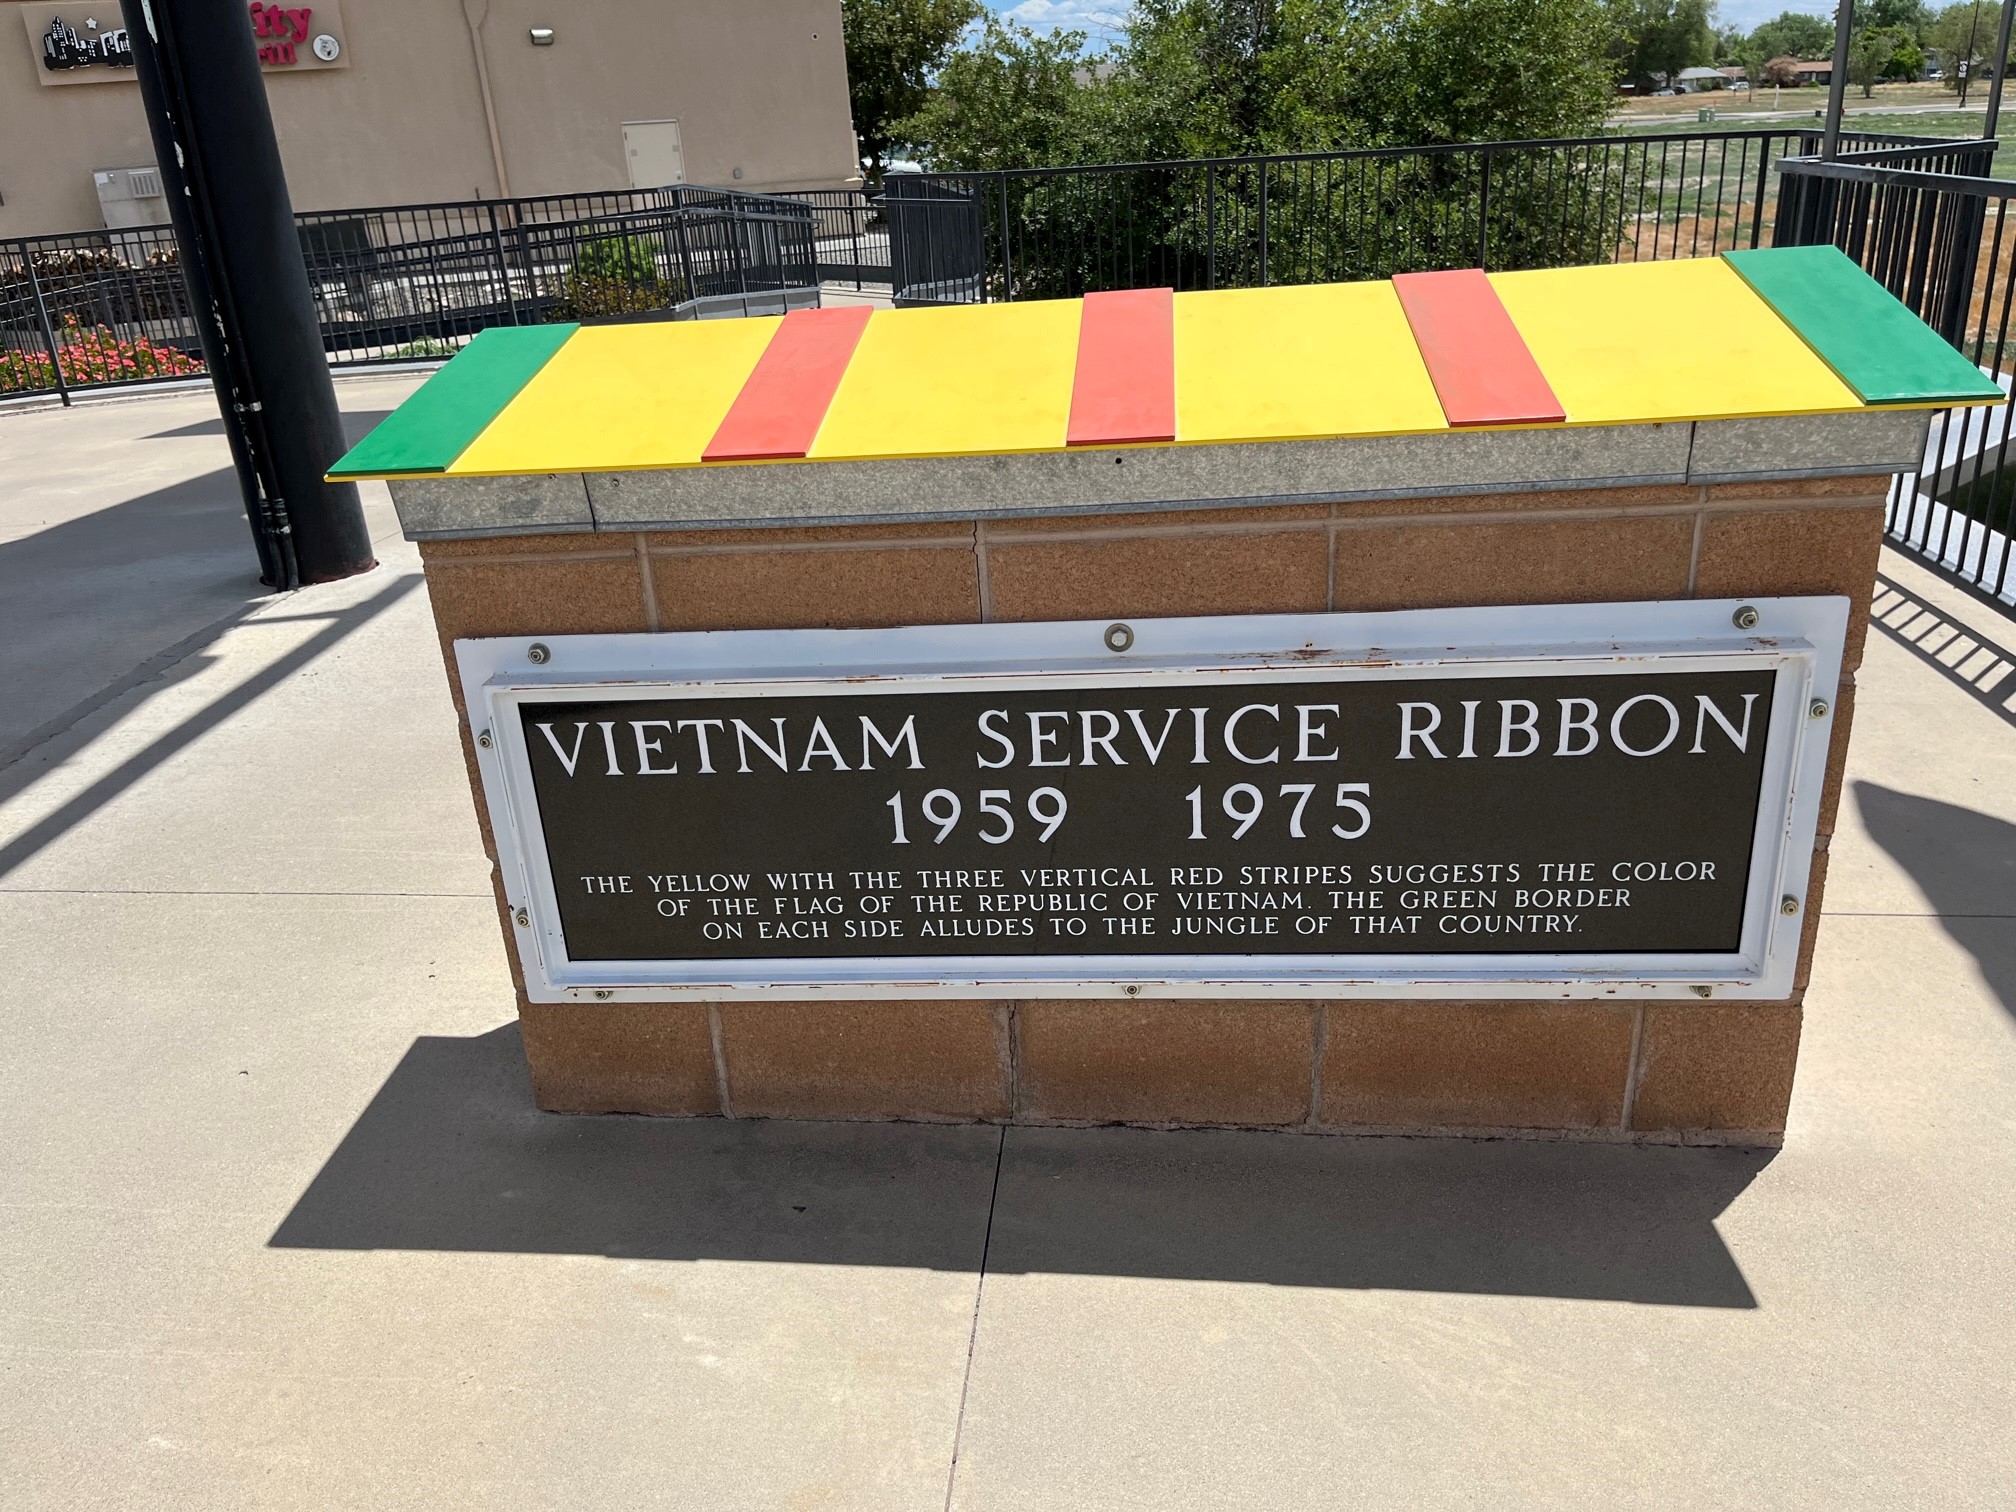 VIETNAM SERVICE RIBBON
1959 1975
THE YELLOW WITH THE THREE VERTICAL RED STRIPES SUGGESTS THE COLOR
OF THE FLAG OF THE REPUBLIC OF VIETNAM. THE GREEN BORDER
ON EACH SIDE ALLUDES TO THE JUNGLE OF THAT COUNTRY.